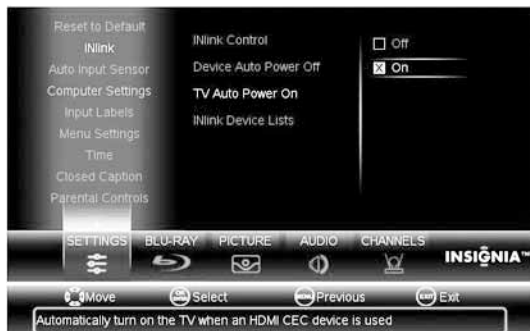 Reset to Default
INlink
Auto Input Sensor
Computer Settings
Input Labels
Menu Settings
Time
Closed Caption
Parental Controls
INlink Control
Device Auto Power Off
TV Auto Power On
INlink Device Lists
Off
On
SETTINGS BLU-RAY PICTURE AUDIO CHANNELS
INSIGNIA™
Move Select Previous Exit
Automatically turn on the TV when an HDMI CEC device is used